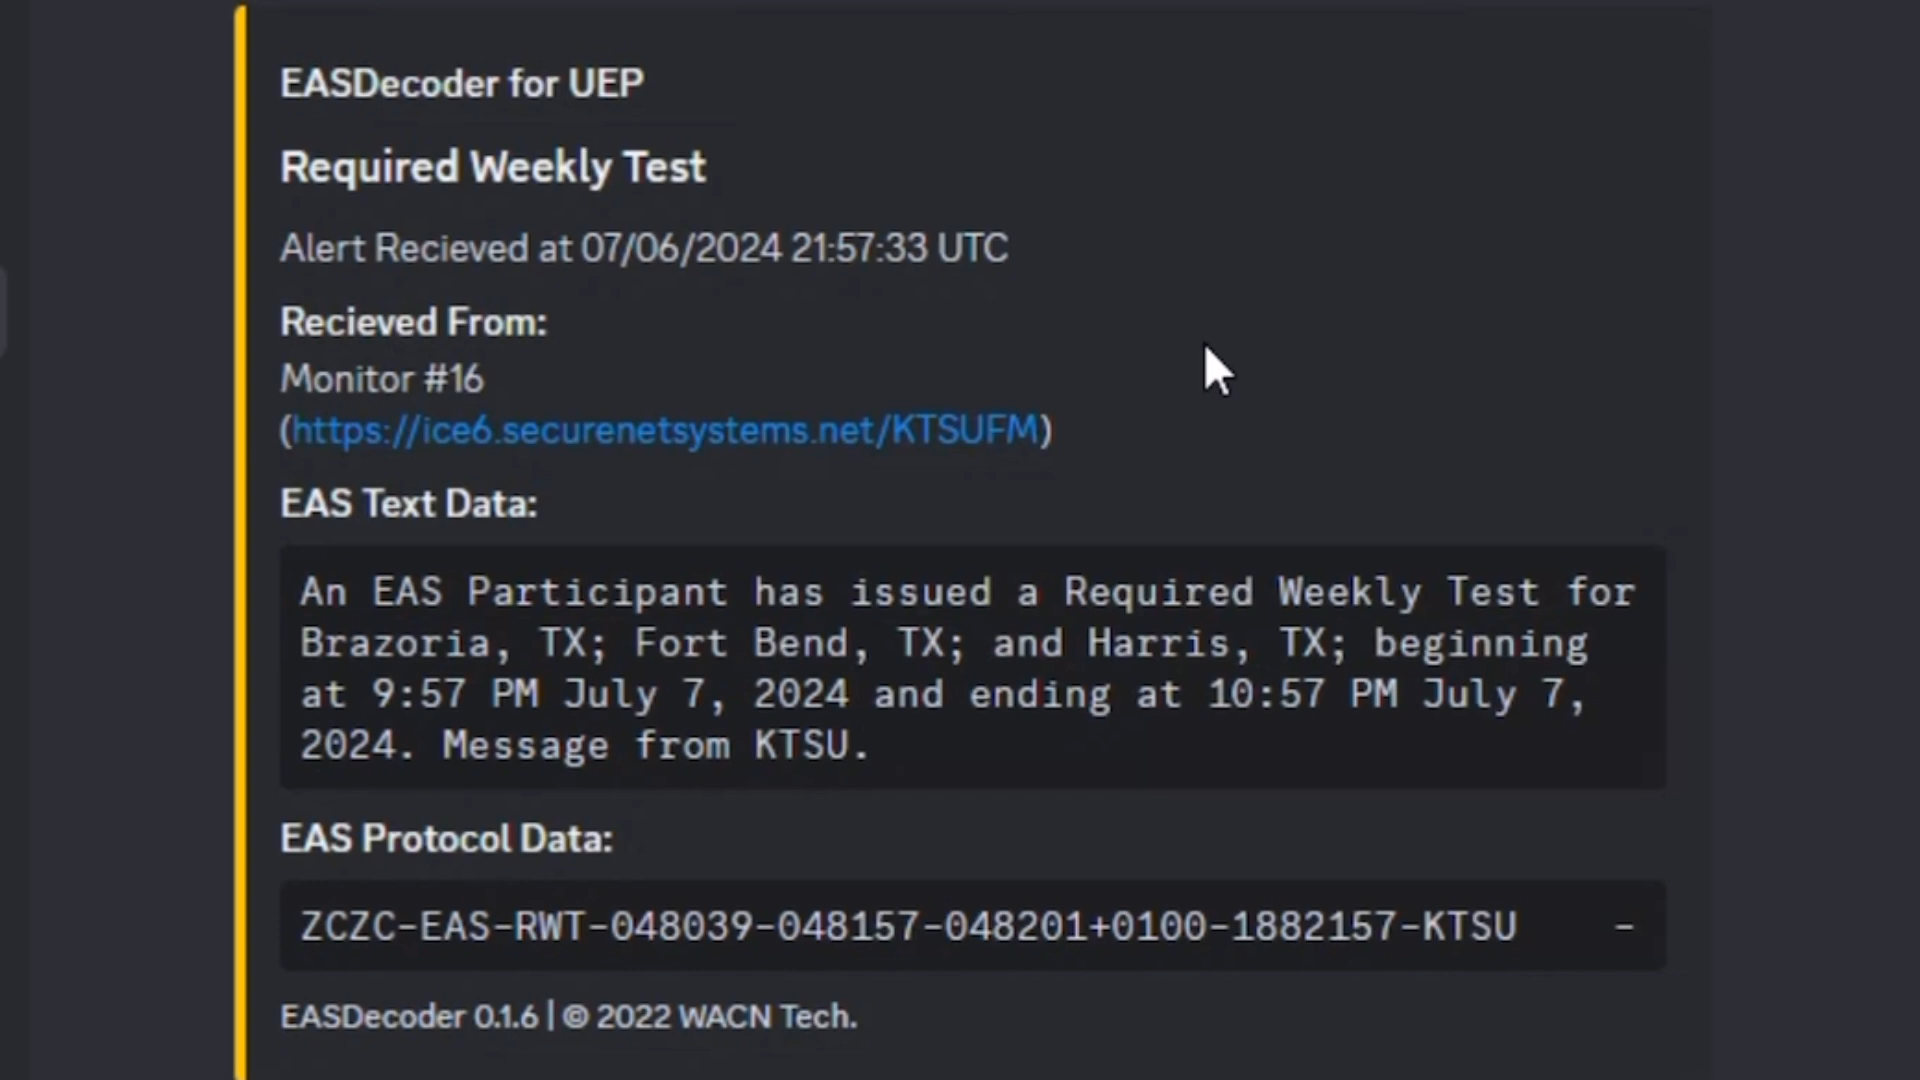 EASDecoder for UEP
Required Weekly Test
Alert Recieved at 07/06/2024 21:57:33 UTC
Recieved From:
Monitor #16
(https://ice6.securenetsystems.net/KTSUFM)
EAS Text Data:
An EAS Participant has issued a Required Weekly Test for
Brazoria, TX; Fort Bend, TX; and Harris, TX; beginning
at 9:57 PM July 7, 2024 and ending at 10:57 PM July 7,
2024. Message from KTSU.
EAS Protocol Data:
ZCZC-EAS-RWT-048039-048157-048201+0100-1882157-KTSU    -
EASDecoder 0.1.6 | © 2022 WACN Tech.